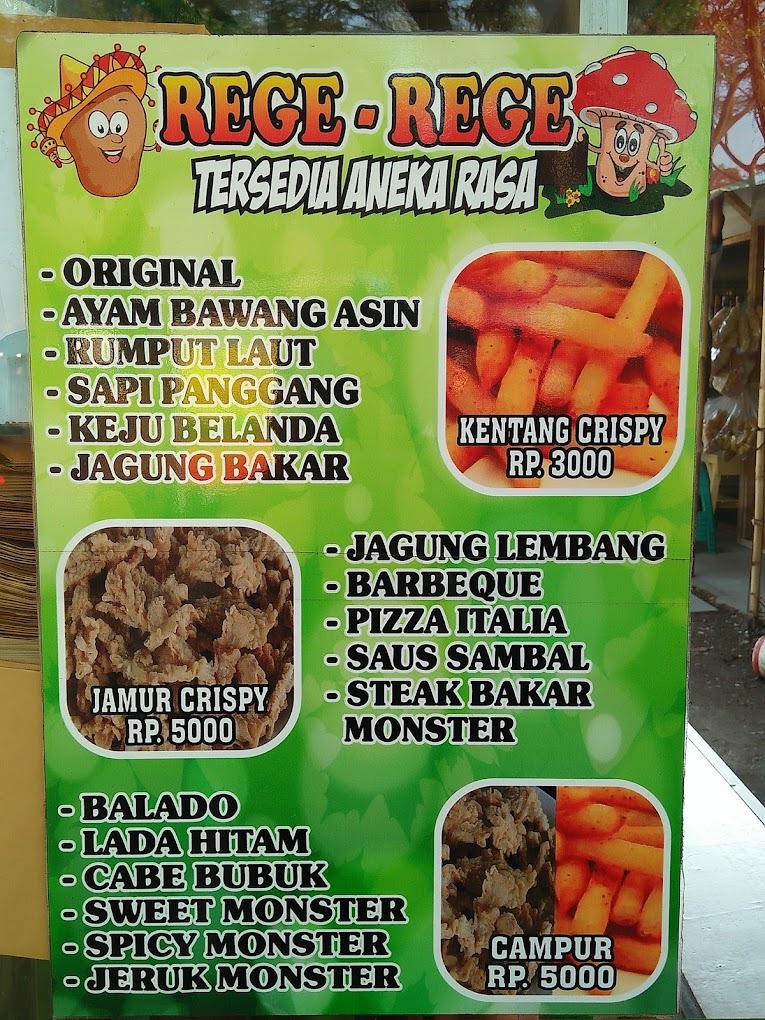 REGE - REGE
TERSEDIA ANEKA RASA
- ORIGINAL
- AYAM BAWANG ASIN
- RUMPUT LAUT
- SAPI PANGGANG
- KEJU BELANDA
- JAGUNG BAKAR
KENTANG CRISPY
RP. 3000
JAMUR CRISPY
RP. 5000
- JAGUNG LEMBANG
- BARBEQUE
- PIZZA ITALIA
- SAUS SAMBAL
- STEAK BAKAR
MONSTER
- BALADO
- LADA HITAM
- CABE BUBUK
- SWEET MONSTER
- SPICY MONSTER
- JERUK MONSTER
CAMPUR
RP. 5000